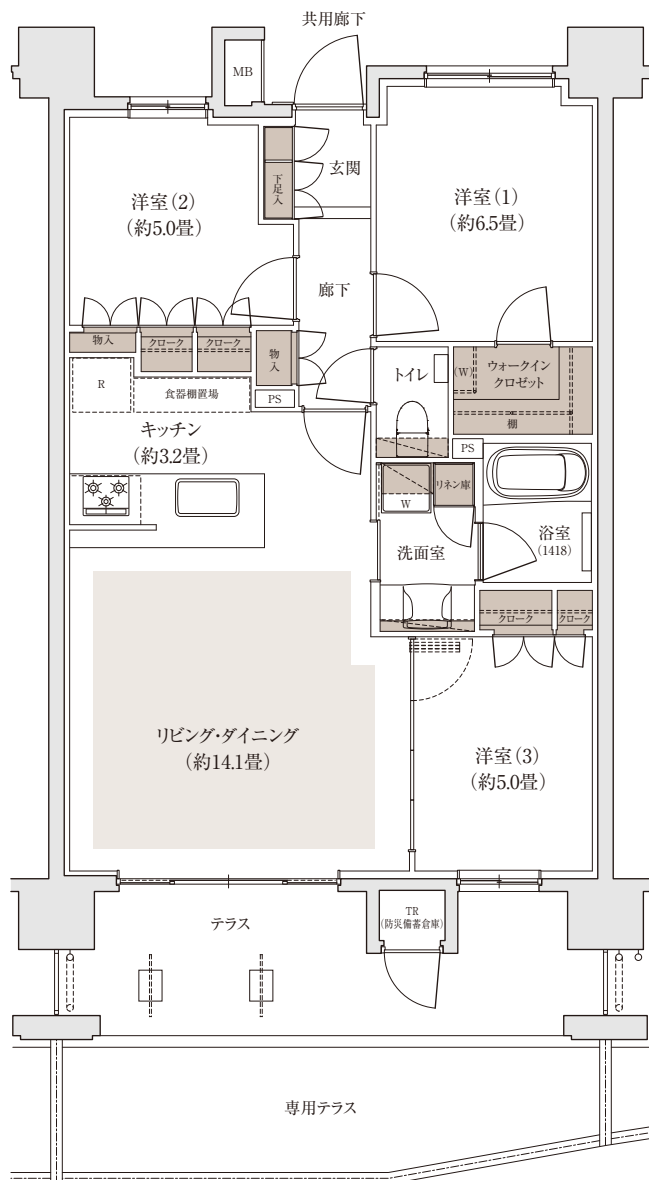 共用廊下
MB
玄関
下足入
洋室(2)
(約5.0畳)
洋室(1)
(約6.5畳)
廊下
物入
クローク
クローク
物入
トイレ
(W)
ウォークイン
クロゼット
棚
R
食器棚置場
PS
キッチン
(約3.2畳)
PS
W
リネン庫
洗面室
浴室
(1418)
クローク
クローク
リビング・ダイニング
(約14.1畳)
洋室(3)
(約5.0畳)
テラス
TR
(防災備蓄倉庫)
専用テラス